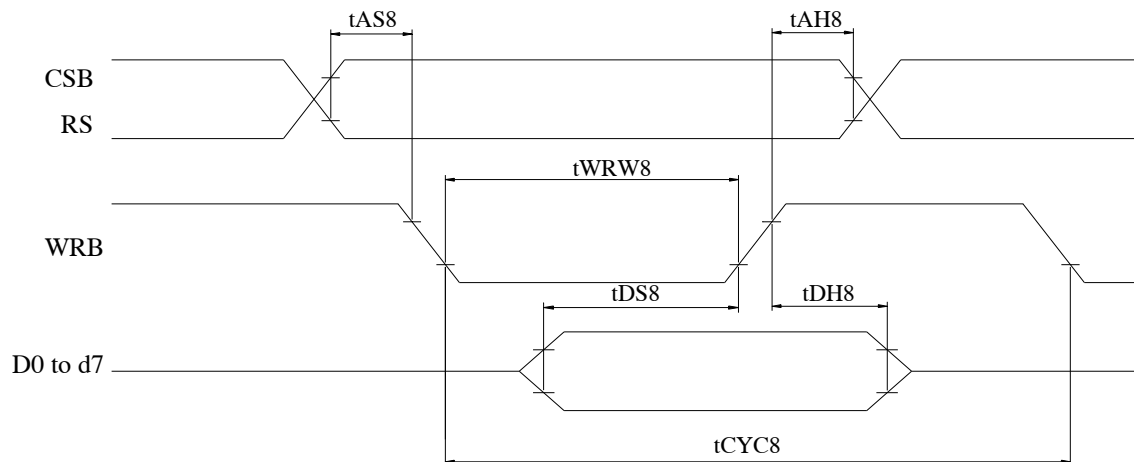 tAS8 tAH8
CSB
RS
tWRW8
WRB
tDS8 tDH8
D0 to d7
tCYC8